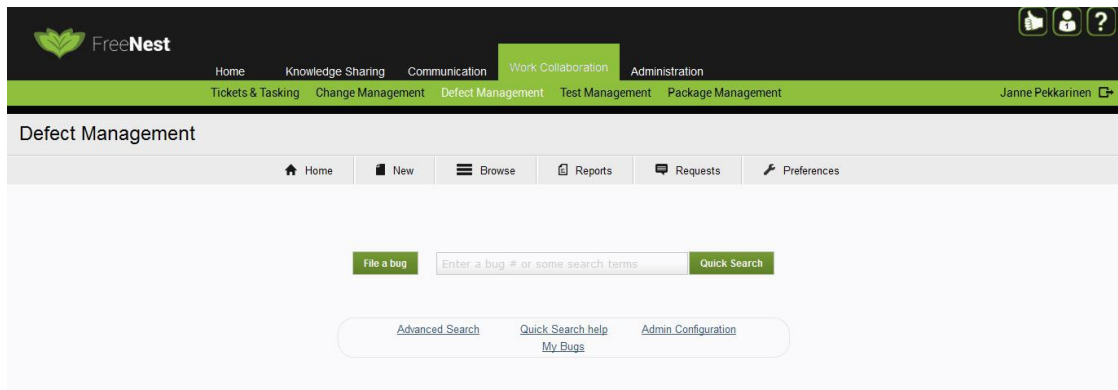 ?
1
FreeNest
Home Knowledge Sharing Communication Work Collaboration Administration
Tickets & Tasking Change Management Defect Management Test Management Package Management Janne Pekkarinen
Defect Management
Home New Browse Reports Requests Preferences
File a bug Enter a bug # or some search terms Quick Search
Advanced Search Quick Search help Admin Configuration
My Bugs